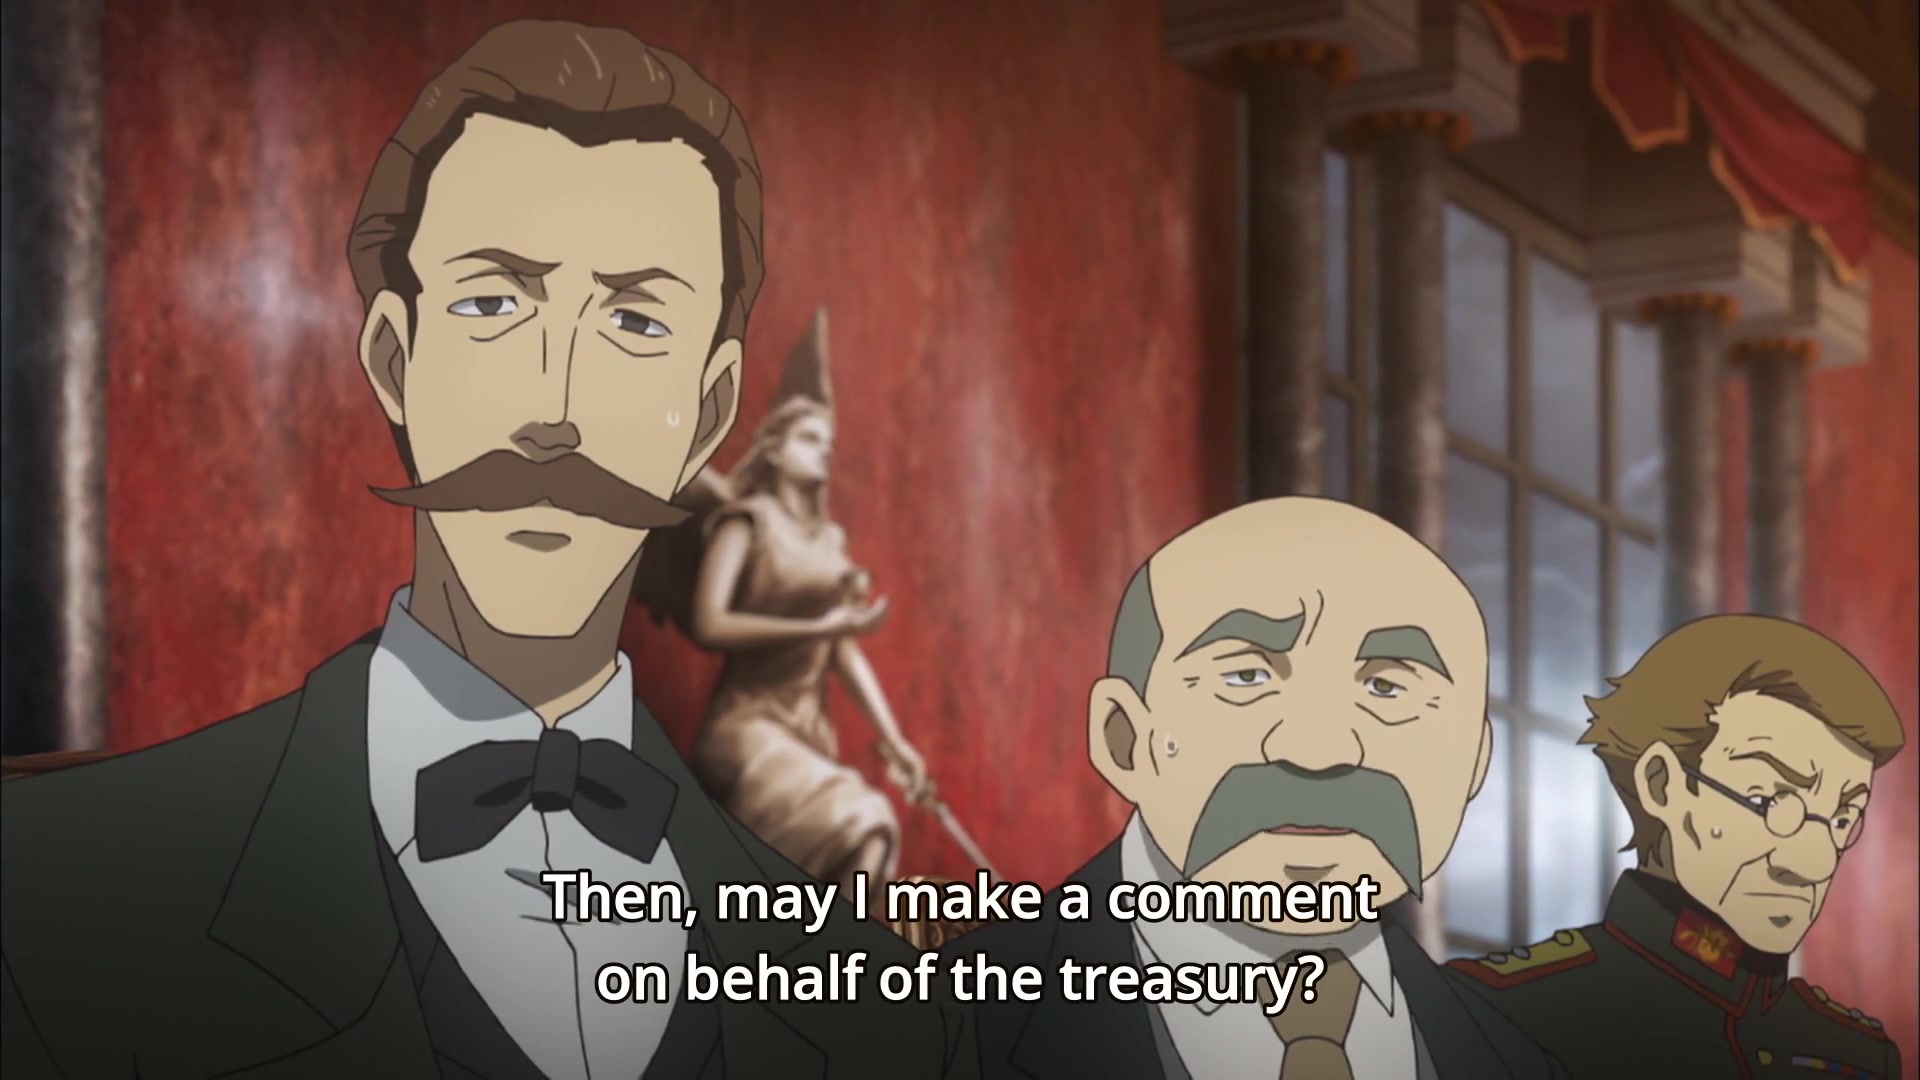 Then, may I make a comment
on behalf of the treasury?